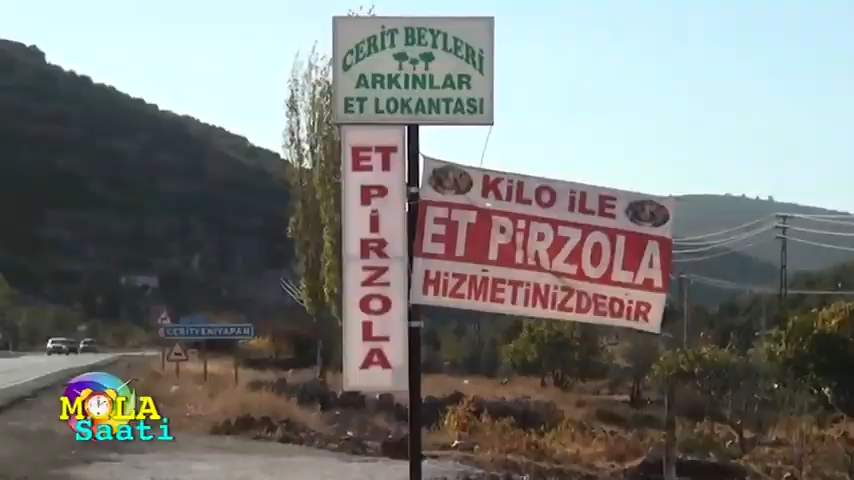 CERİT BEYLERİ
ARKINLAR
ET LOKANTASI
ET
PİRZOLA
KİLO İLE
ET PİRZOLA
HİZMETİNİZDEDİR
CERİTYENİYAPAN
MOLA
Saati